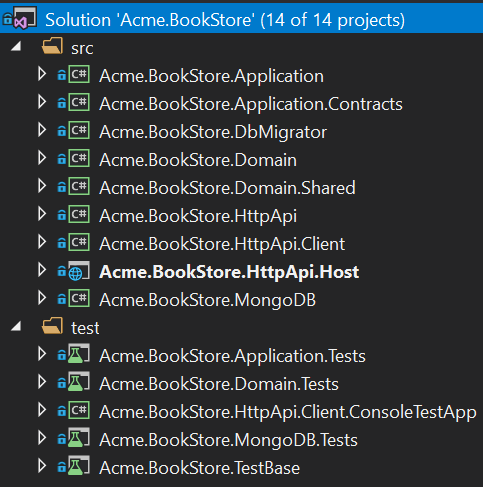 Solution 'Acme.BookStore' (14 of 14 projects)
src
C# Acme.BookStore.Application
C# Acme.BookStore.Application.Contracts
C# Acme.BookStore.DbMigrator
C# Acme.BookStore.Domain
C# Acme.BookStore.Domain.Shared
C# Acme.BookStore.HttpApi
C# Acme.BookStore.HttpApi.Client
Acme.BookStore.HttpApi.Host
C# Acme.BookStore.MongoDB
test
Acme.BookStore.Application.Tests
Acme.BookStore.Domain.Tests
C# Acme.BookStore.HttpApi.Client.ConsoleTestApp
Acme.BookStore.MongoDB.Tests
Acme.BookStore.TestBase